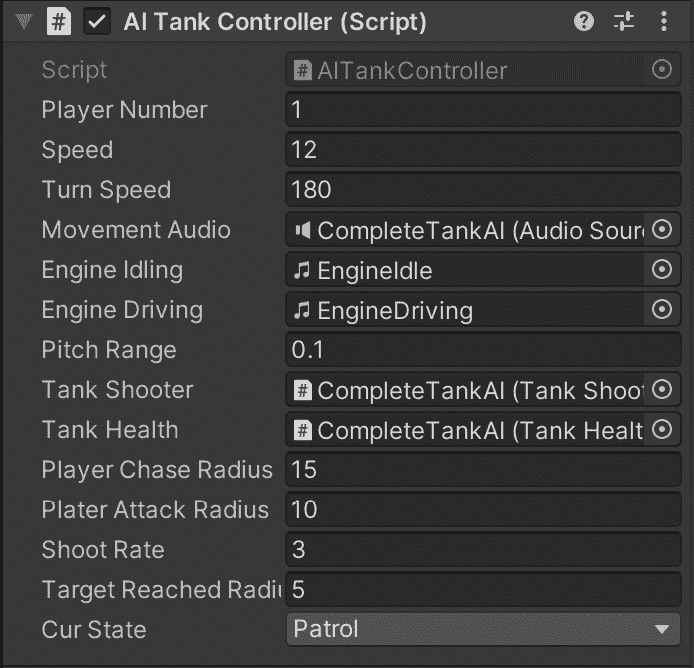 AI Tank Controller (Script)
Script AITankController
Player Number 1
Speed 12
Turn Speed 180
Movement Audio CompleteTankAI (Audio Sour
Engine Idling EngineIdle
Engine Driving EngineDriving
Pitch Range 0.1
Tank Shooter CompleteTankAI (Tank Shoot
Tank Health CompleteTankAI (Tank Healt
Player Chase Radius 15
Plater Attack Radius 10
Shoot Rate 3
Target Reached Radiu 5
Cur State Patrol